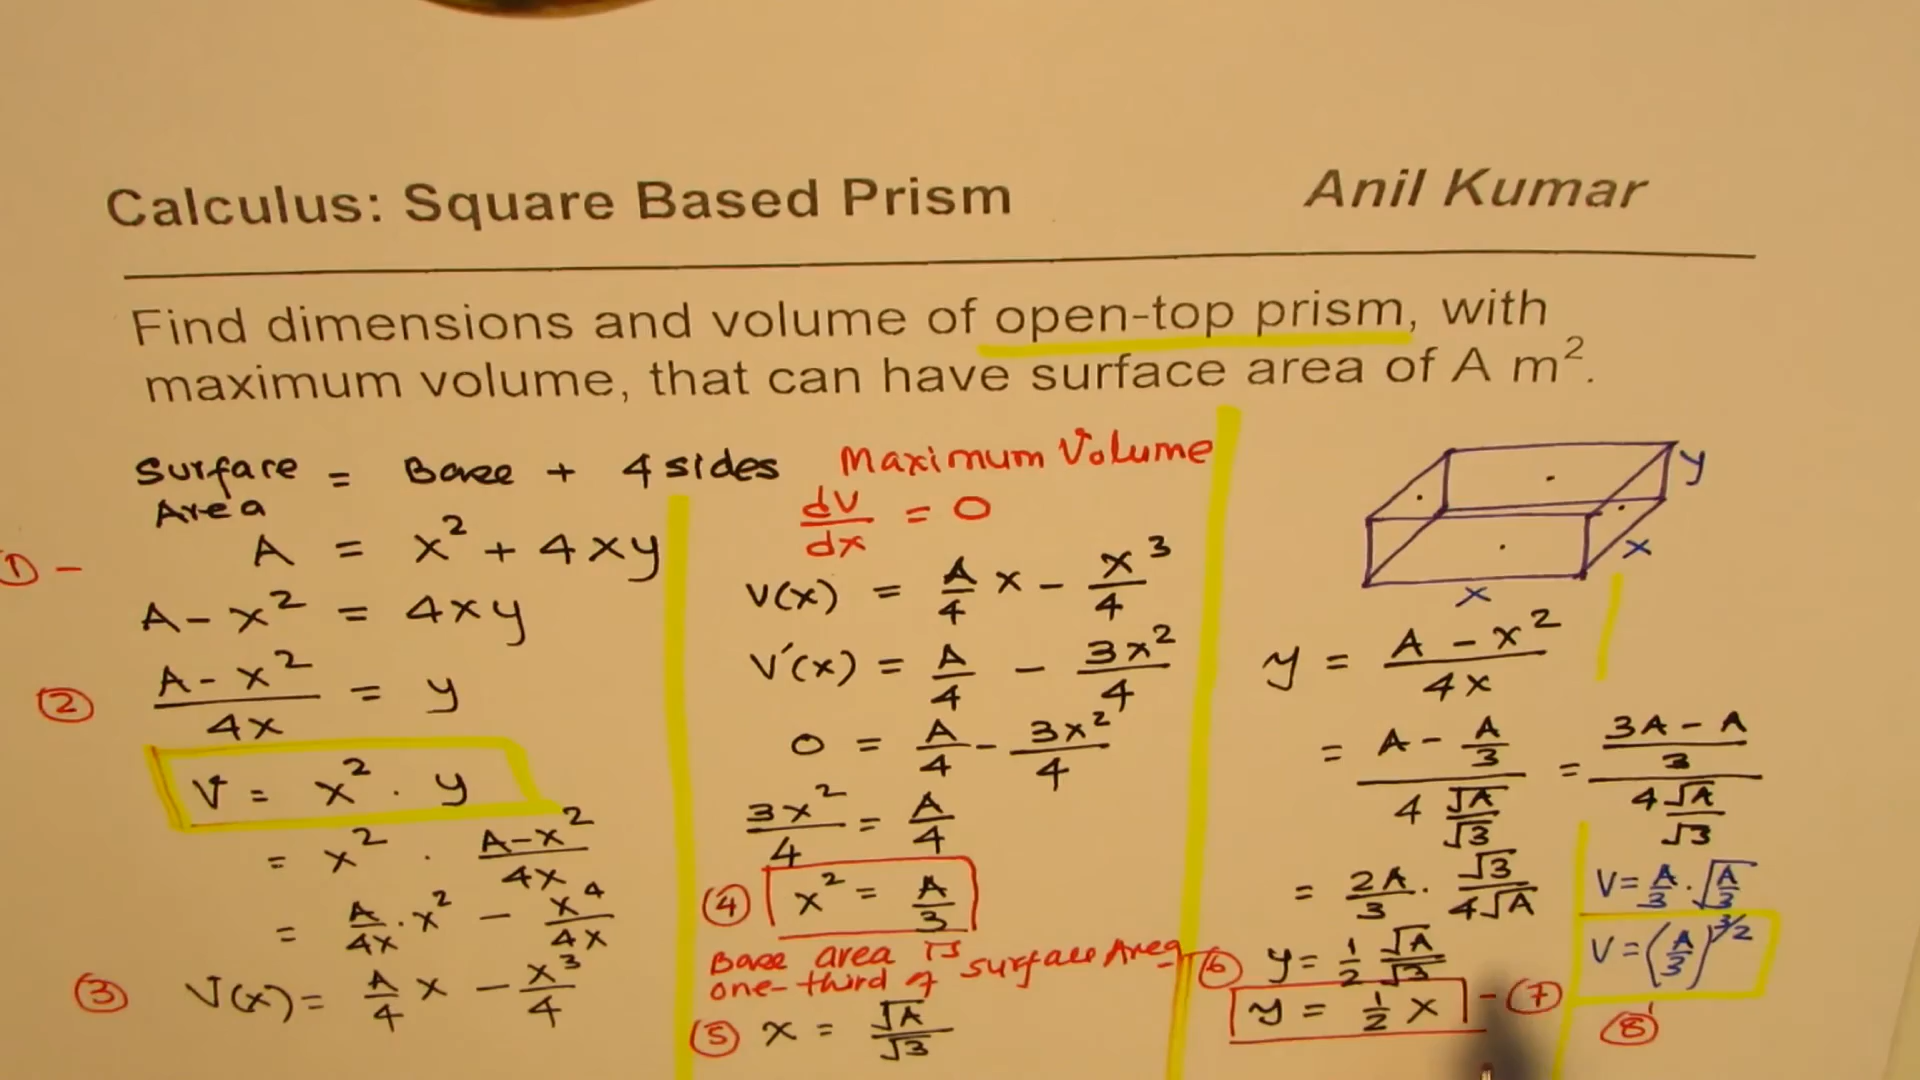 Calculus: Square Based Prism Anil Kumar
Find dimensions and volume of open-top prism, with
maximum volume, that can have surface area of A m².
Surface Area = Base + 4 sides
① - A = x² + 4xy
A - x² = 4xy
② (A - x²)/4x = y
V = x² . y
= x² . (A-x²)/4x
= A/4x . x² - x⁴/4x
③ V(x) = A/4 x - x³/4
Maximum Volume
dV/dx = 0
V(x) = A/4 x - x³/4
V'(x) = A/4 - 3x²/4
0 = A/4 - 3x²/4
3x²/4 = A/4
④ x² = A/3
Base area is
one-third of surface Area
⑤ x = √A/√3
y
x
x
y = (A - x²)/4x
= (A - A/3)/(4 √A/√3) = ((3A - A)/3)/(4√A/√3)
= 2A/3 . √3/4√A
⑥ y = 1/2 √A/√3
y = 1/2 x - ⑦
V = A/3 . √(A/3)
V = (A/3)^3/2
⑧